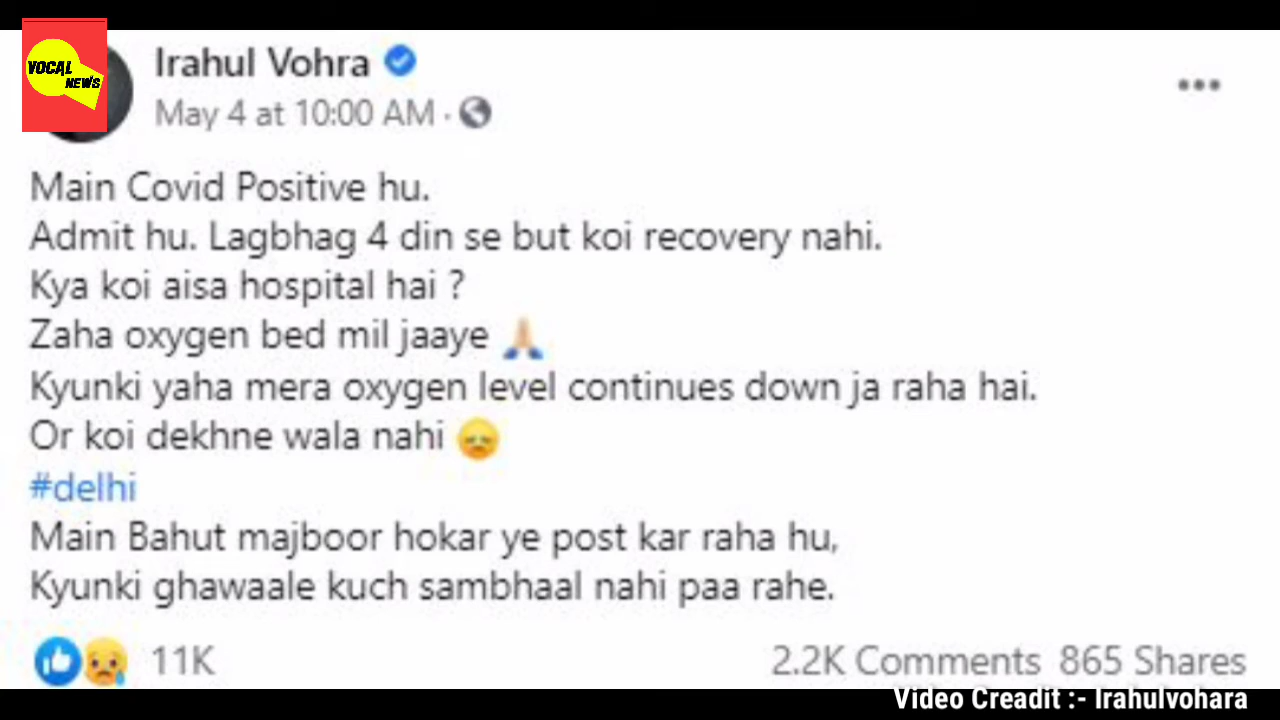 VOCAL
NEWS
Irahul Vohra
May 4 at 10:00 AM ·
Main Covid Positive hu.
Admit hu. Lagbhag 4 din se but koi recovery nahi.
Kya koi aisa hospital hai ?
Zaha oxygen bed mil jaaye 🙏
Kyunki yaha mera oxygen level continues down ja raha hai.
Or koi dekhne wala nahi 😞
#delhi
Main Bahut majboor hokar ye post kar raha hu,
Kyunki ghawaale kuch sambhaal nahi paa rahe.
11K 2.2K Comments 865 Shares
Video Creadit :- Irahulvohara